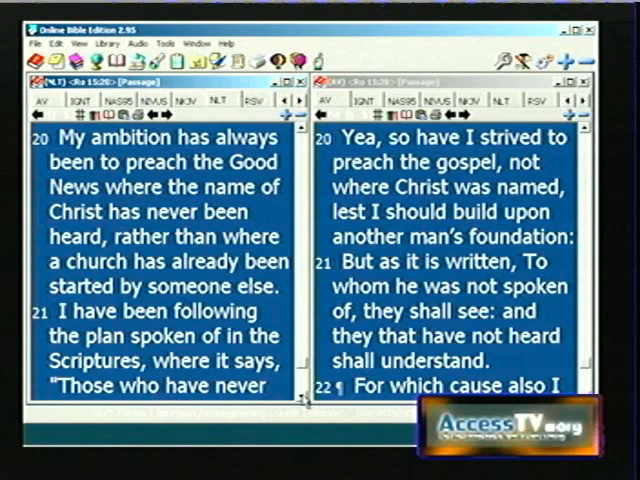 Online Bible Edition 2.95
File Edit View Library Audio Tools Window Help
(NLT) <Ro 15:20> [Passage]
AV IGNT NAS95 NIVUS NKJV NLT RSV
20 My ambition has always
been to preach the Good
News where the name of
Christ has never been
heard, rather than where
a church has already been
started by someone else.
21 I have been following
the plan spoken of in the
Scriptures, where it says,
"Those who have never
(AV) <Ro 15:20> [Passage]
AV IGNT NAS95 NIVUS NKJV NLT RSV
20 Yea, so have I strived to
preach the gospel, not
where Christ was named,
lest I should build upon
another man's foundation:
21 But as it is written, To
whom he was not spoken
of, they shall see: and
they that have not heard
shall understand.
22 ¶ For which cause also I
AccessTV.org